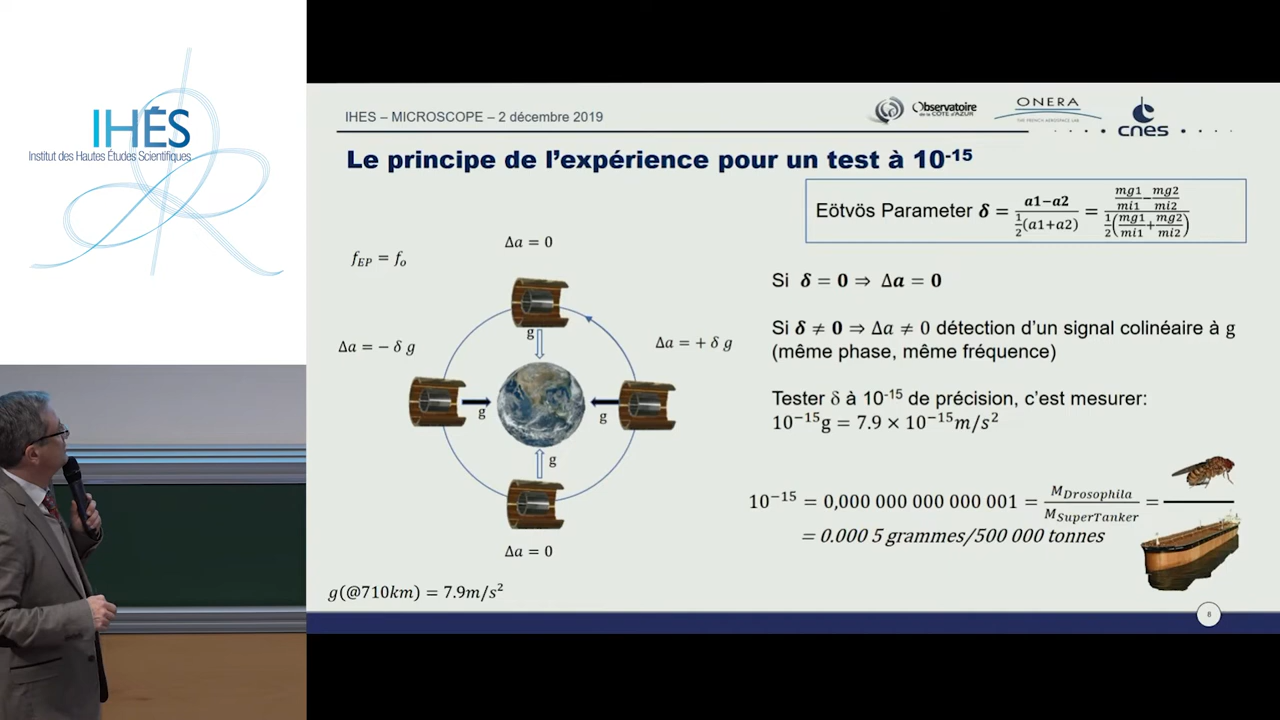 IHÉS
Institut des Hautes Études Scientifiques
IHES – MICROSCOPE – 2 décembre 2019
Observatoire
de la CÔTE d'AZUR
ONERA
THE FRENCH AEROSPACE LAB
cnes
Le principe de l'expérience pour un test à 10⁻¹⁵
Eötvös Parameter δ = (a1−a2)/(½(a1+a2)) = (mg1/mi1 − mg2/mi2)/(½(mg1/mi1 + mg2/mi2))
Δa = 0
f_EP = f_o
Δa = − δ g
Δa = + δ g
g
g
g
g
Δa = 0
g(@710km) = 7.9m/s²
Si δ = 0 ⇒ Δa = 0
Si δ ≠ 0 ⇒ Δa ≠ 0 détection d'un signal colinéaire à g
(même phase, même fréquence)
Tester δ à 10⁻¹⁵ de précision, c'est mesurer:
10⁻¹⁵g = 7.9 × 10⁻¹⁵m/s²
10⁻¹⁵ = 0,000 000 000 000 001 = M_Drosophila/M_SuperTanker =
= 0.000 5 grammes/500 000 tonnes
8